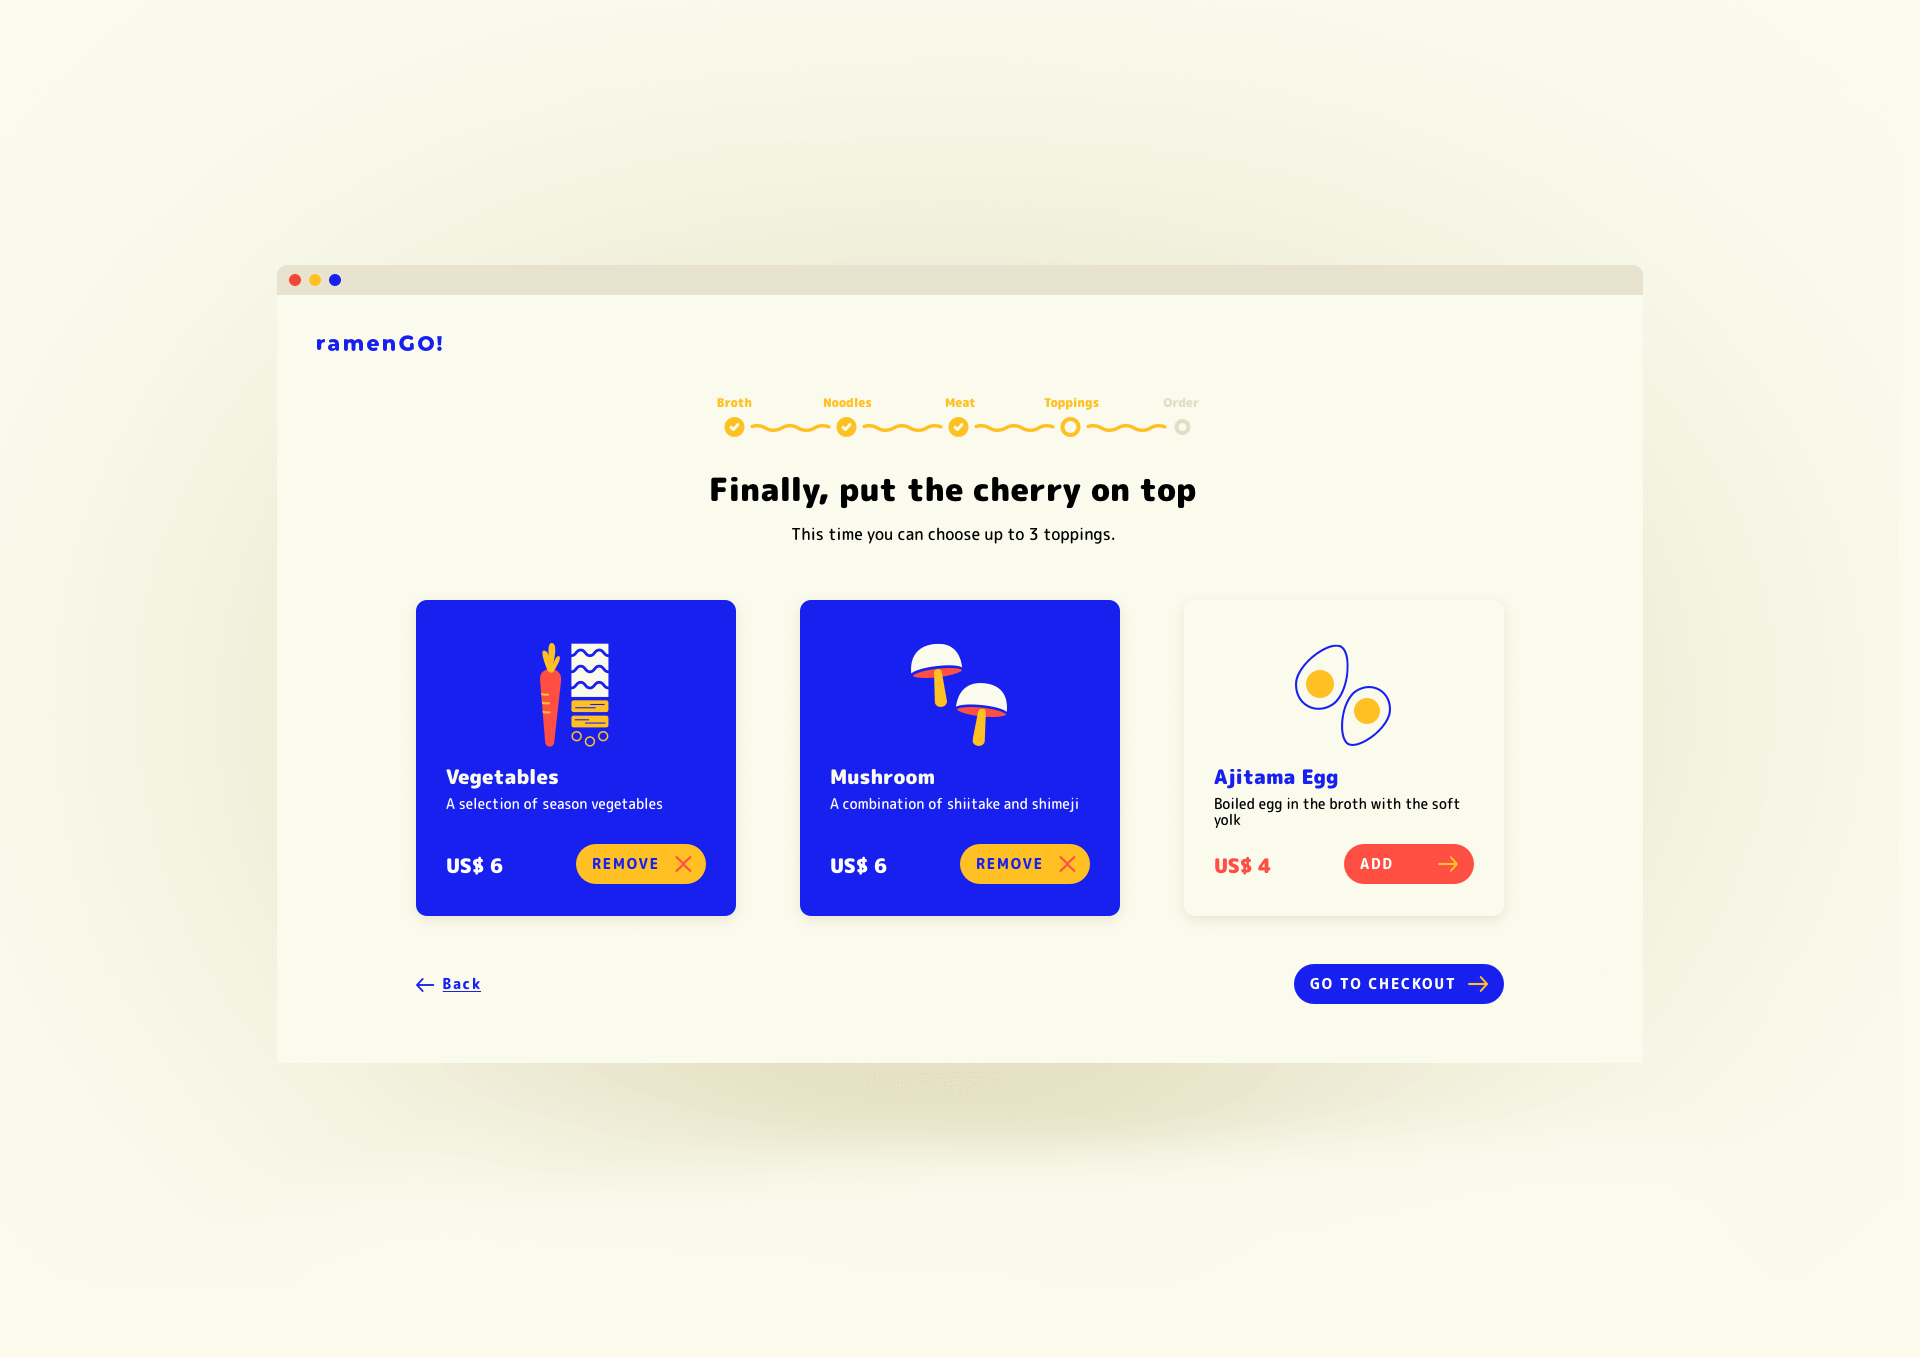 ramenGO!
Broth Noodles Meat Toppings Order
Finally, put the cherry on top
This time you can choose up to 3 toppings.
Vegetables
A selection of season vegetables
US$ 6 REMOVE
Mushroom
A combination of shiitake and shimeji
US$ 6 REMOVE
Ajitama Egg
Boiled egg in the broth with the soft
yolk
US$ 4 ADD
Back
GO TO CHECKOUT